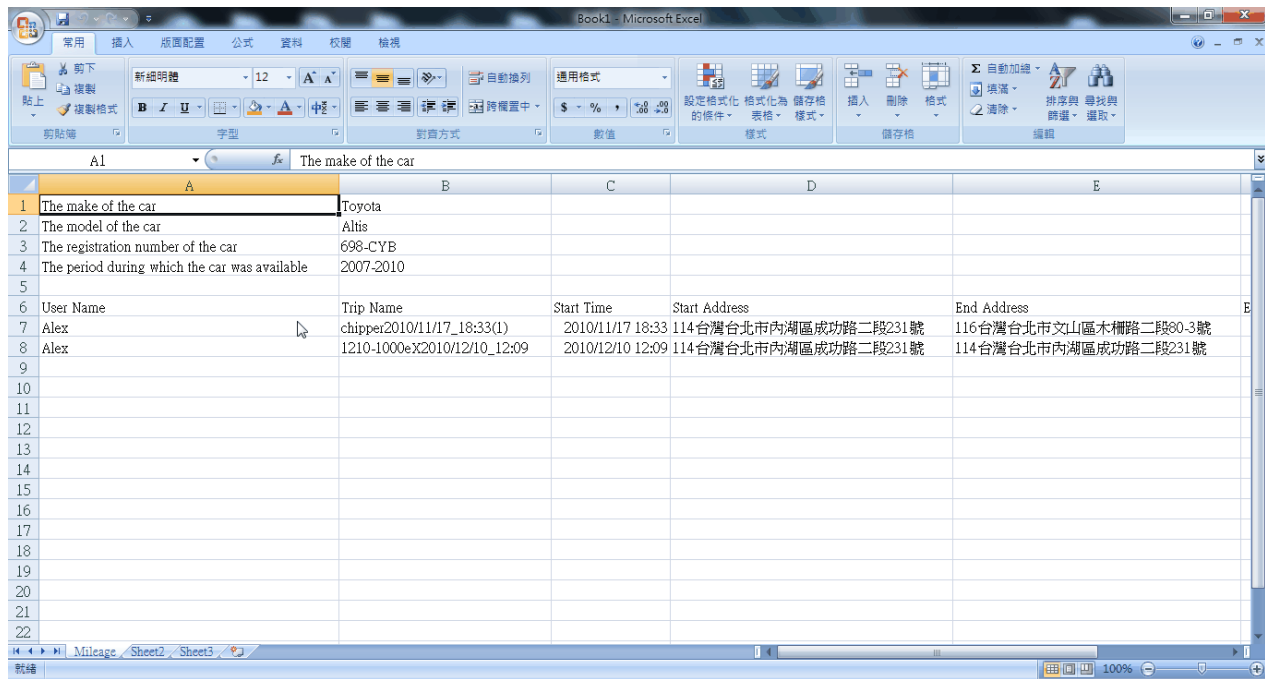 Book1 - Microsoft Excel
常用 插入 版面配置 公式 資料 校閱 檢視
貼上 剪下 複製 複製格式 剪貼簿
新細明體 12 B I U 字型
自動換列 跨欄置中 對齊方式
通用格式 $ % , 數值
設定格式化的條件 格式化為表格 儲存格樣式 樣式
插入 刪除 格式 儲存格
Σ 自動加總 填滿 清除 排序與篩選 尋找與選取 編輯
A1 fx The make of the car
A B C D E
1 The make of the car Toyota
2 The model of the car Altis
3 The registration number of the car 698-CYB
4 The period during which the car was available 2007-2010
5
6 User Name Trip Name Start Time Start Address End Address E
7 Alex chipper2010/11/17_18:33(1) 2010/11/17 18:33 114台灣台北市內湖區成功路二段231號 116台灣台北市文山區木柵路二段80-3號
8 Alex 1210-1000eX2010/12/10_12:09 2010/12/10 12:09 114台灣台北市內湖區成功路二段231號 114台灣台北市內湖區成功路二段231號
9
10
11
12
13
14
15
16
17
18
19
20
21
22
Mileage Sheet2 Sheet3
就緒 100%